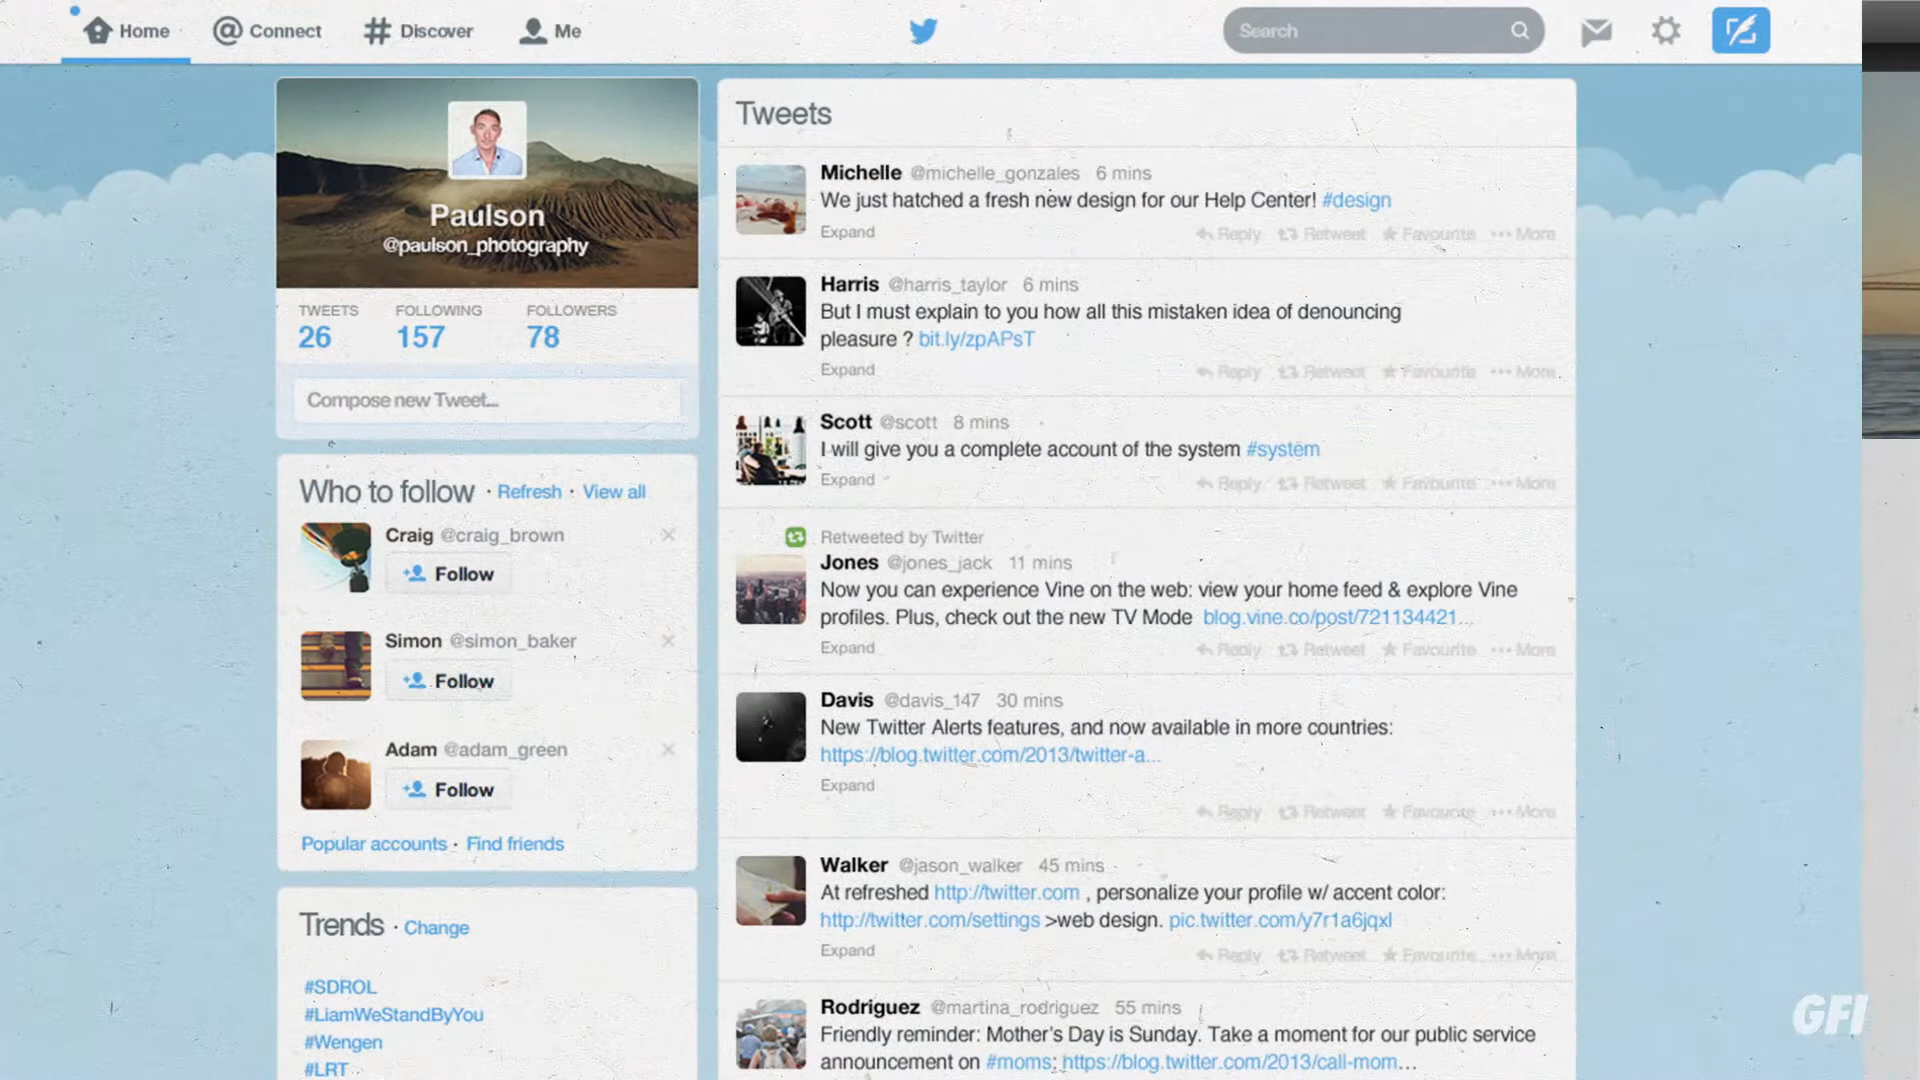 Home
Connect
Discover
Me
Search
Paulson
@paulson_photography
TWEETS
FOLLOWING
FOLLOWERS
26
157
78
Compose new Tweet...
Who to follow · Refresh · View all
Craig @craig_brown
Follow
Simon @simon_baker
Follow
Adam @adam_green
Follow
Popular accounts · Find friends
Trends · Change
#SDROL
#LiamWeStandByYou
#Wengen
#LRT
Tweets
Michelle @michelle_gonzales 6 mins
We just hatched a fresh new design for our Help Center! #design
Expand
Reply Retweet Favourite More
Harris @harris_taylor 6 mins
But I must explain to you how all this mistaken idea of denouncing
pleasure ? bit.ly/zpAPsT
Expand
Reply Retweet Favourite More
Scott @scott 8 mins
I will give you a complete account of the system #system
Expand
Reply Retweet Favourite More
Retweeted by Twitter
Jones @jones_jack 11 mins
Now you can experience Vine on the web: view your home feed & explore Vine
profiles. Plus, check out the new TV Mode blog.vine.co/post/721134421...
Expand
Reply Retweet Favourite More
Davis @davis_147 30 mins
New Twitter Alerts features, and now available in more countries:
https://blog.twitter.com/2013/twitter-a...
Expand
Reply Retweet Favourite More
Walker @jason_walker 45 mins
At refreshed http://twitter.com , personalize your profile w/ accent color:
http://twitter.com/settings >web design. pic.twitter.com/y7r1a6jqxl
Expand
Reply Retweet Favourite More
Rodriguez @martina_rodriguez 55 mins
Friendly reminder: Mother's Day is Sunday. Take a moment for our public service
announcement on #moms: https://blog.twitter.com/2013/call-mom...
GFI